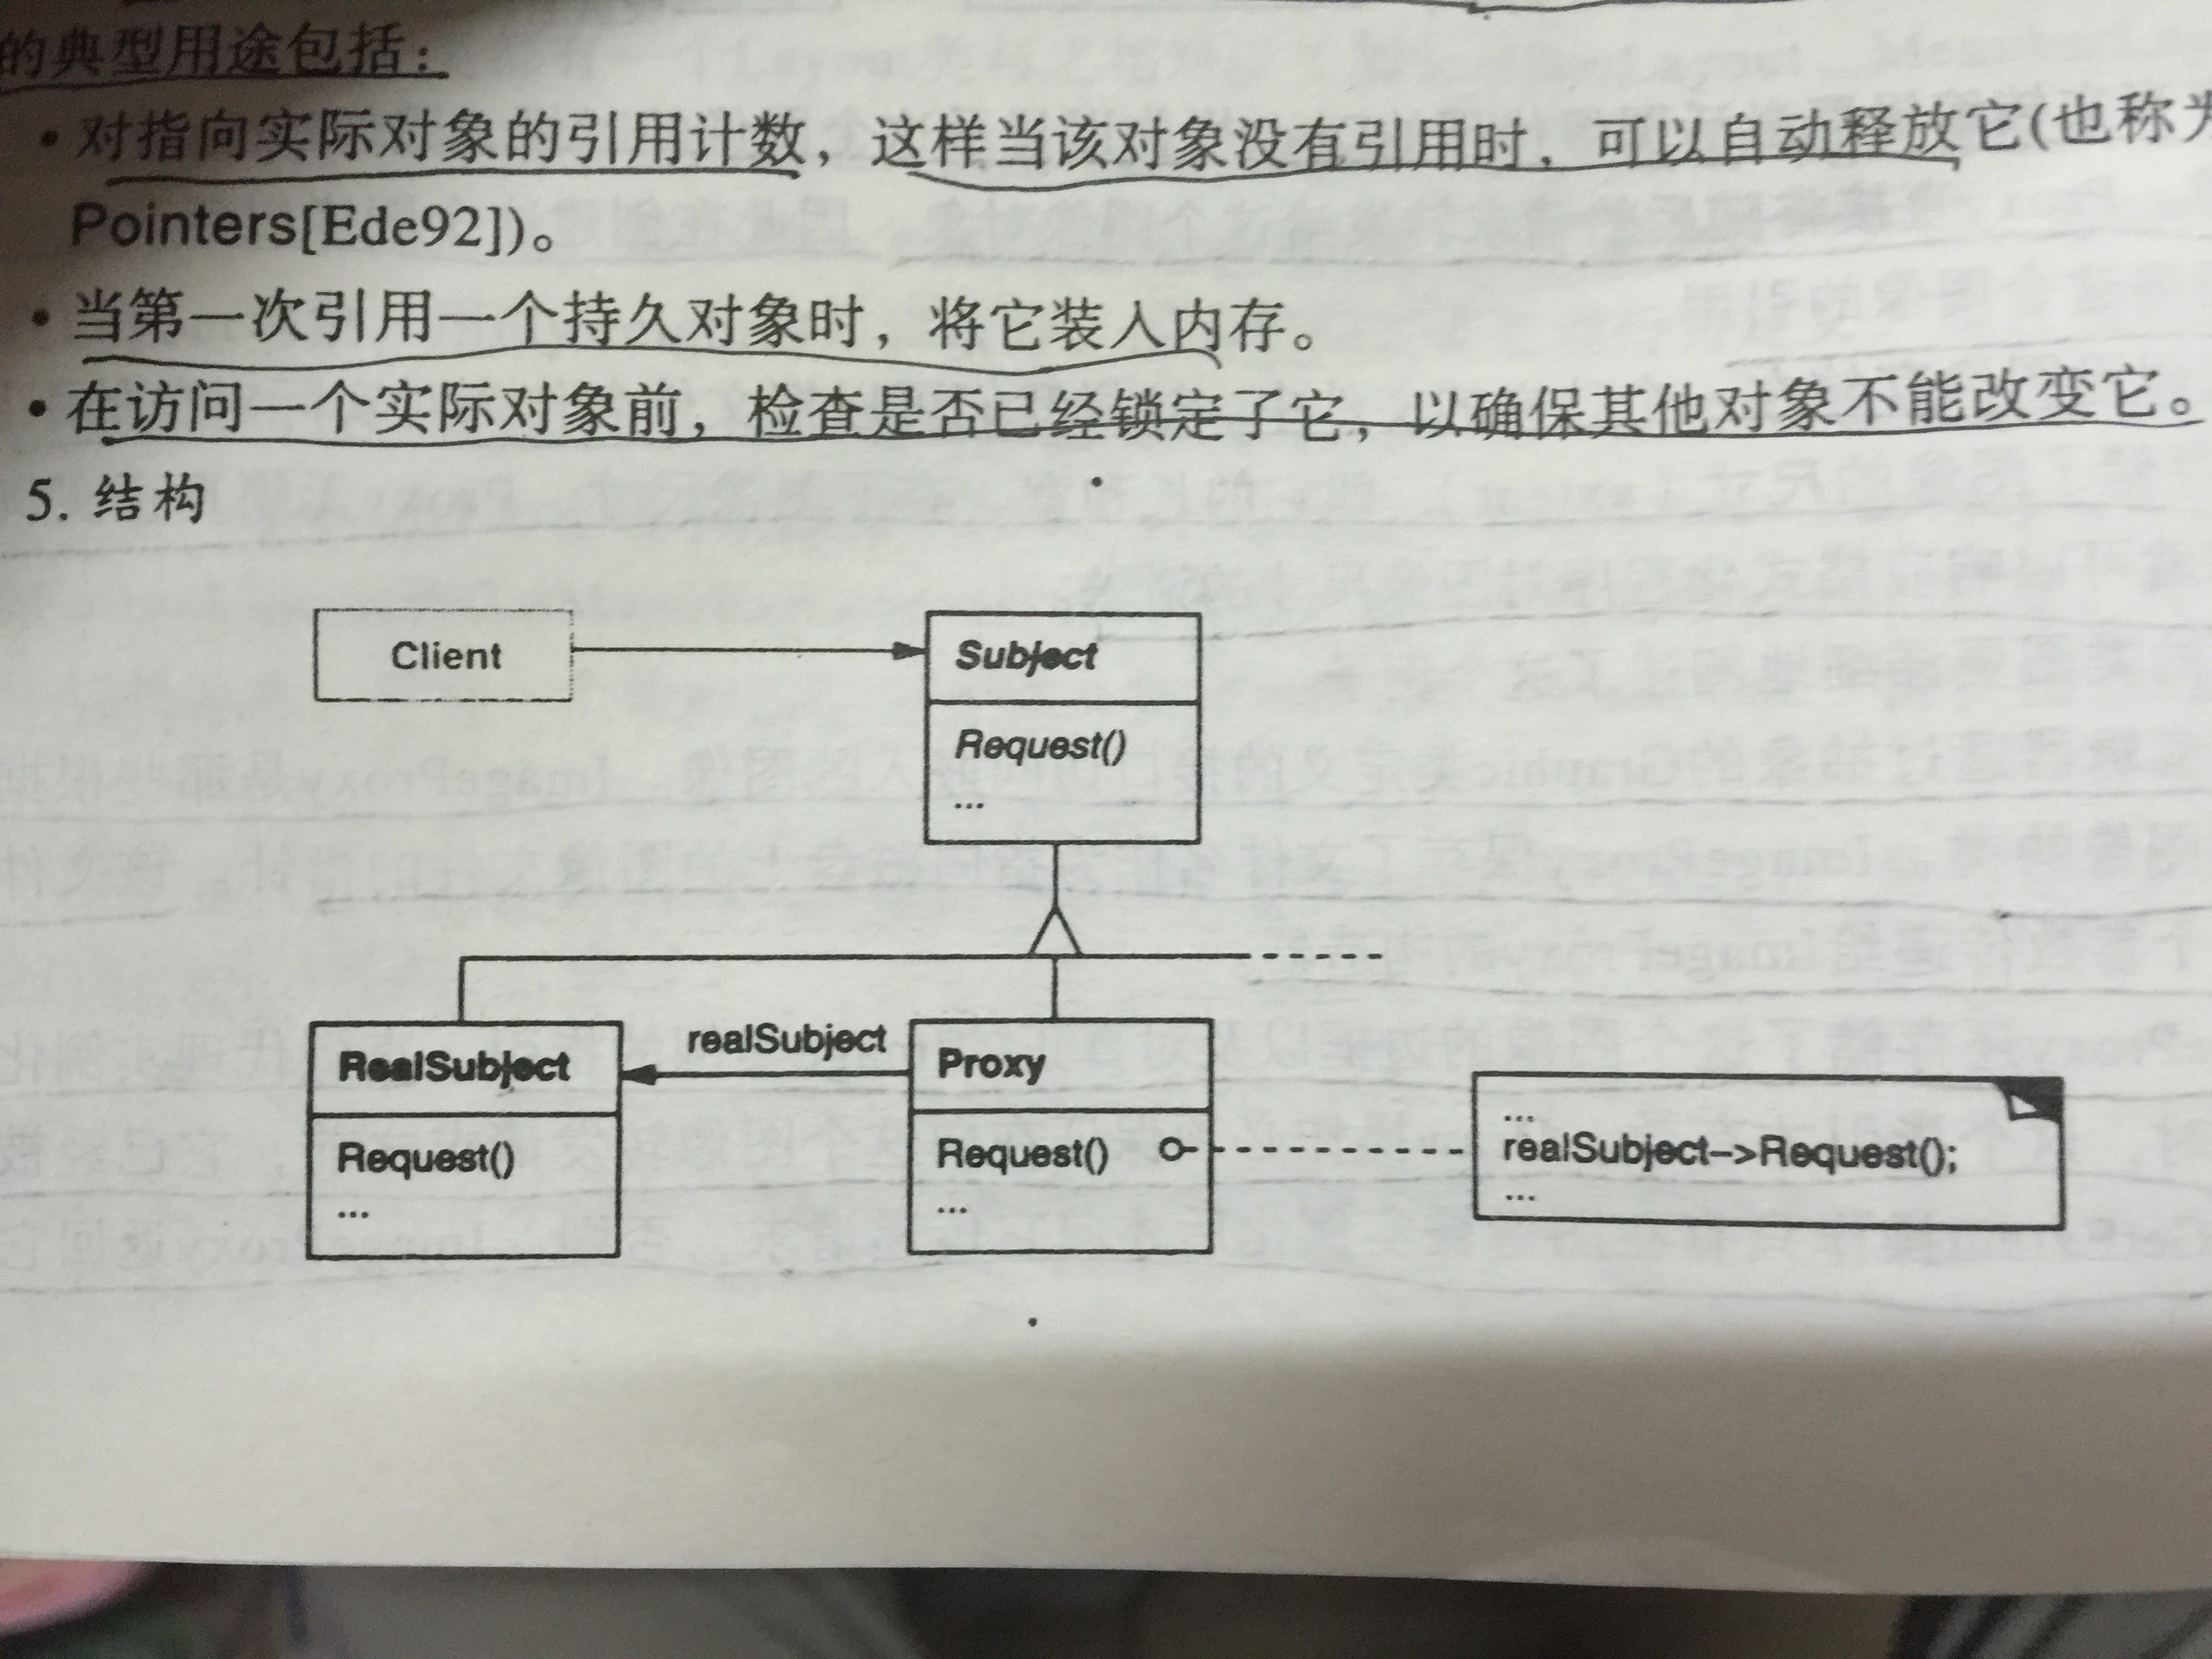 的典型用途包括：
• 对指向实际对象的引用计数，这样当该对象没有引用时，可以自动释放它(也称为
Pointers[Ede92])。
• 当第一次引用一个持久对象时，将它装入内存。
• 在访问一个实际对象前，检查是否已经锁定了它，以确保其他对象不能改变它。
5. 结构
Client
Subject
Request()
...
RealSubject
Request()
...
realSubject
Proxy
Request()
...
...
realSubject->Request();
...